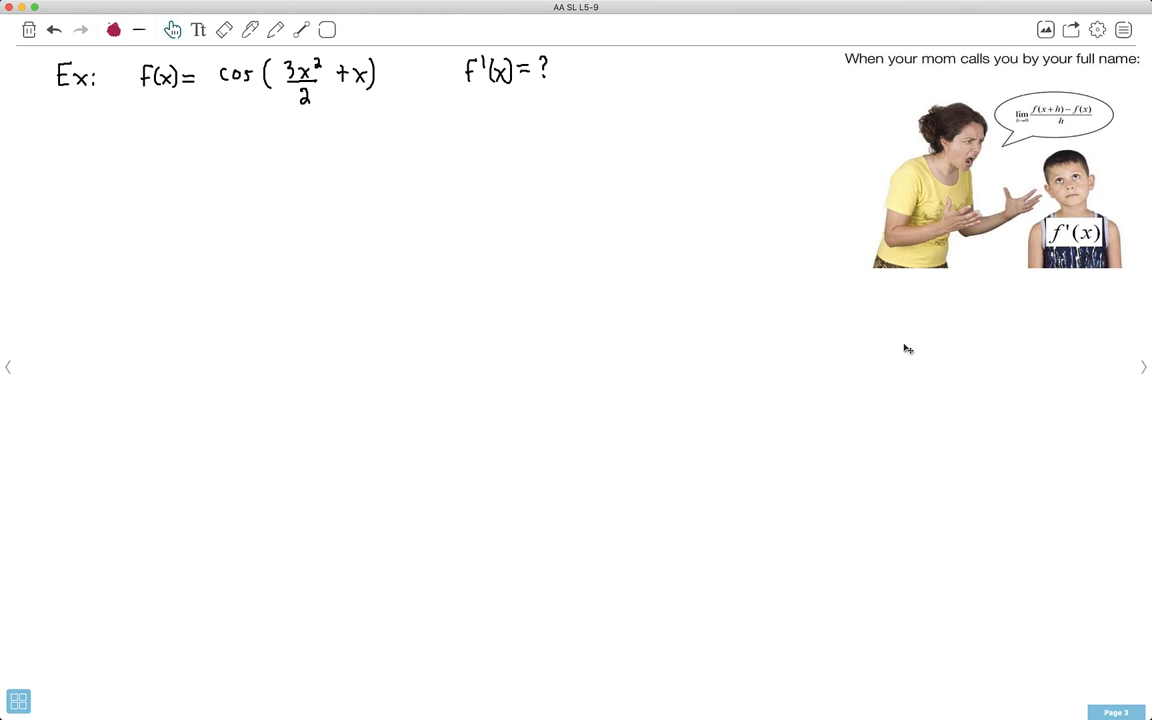 AA SL L5-9
Tt
Ex: f(x) = cos ( 3x²/2 + x ) f'(x) = ?
When your mom calls you by your full name:
lim h→0 f(x+h) − f(x) / h
f'(x)
Page 3